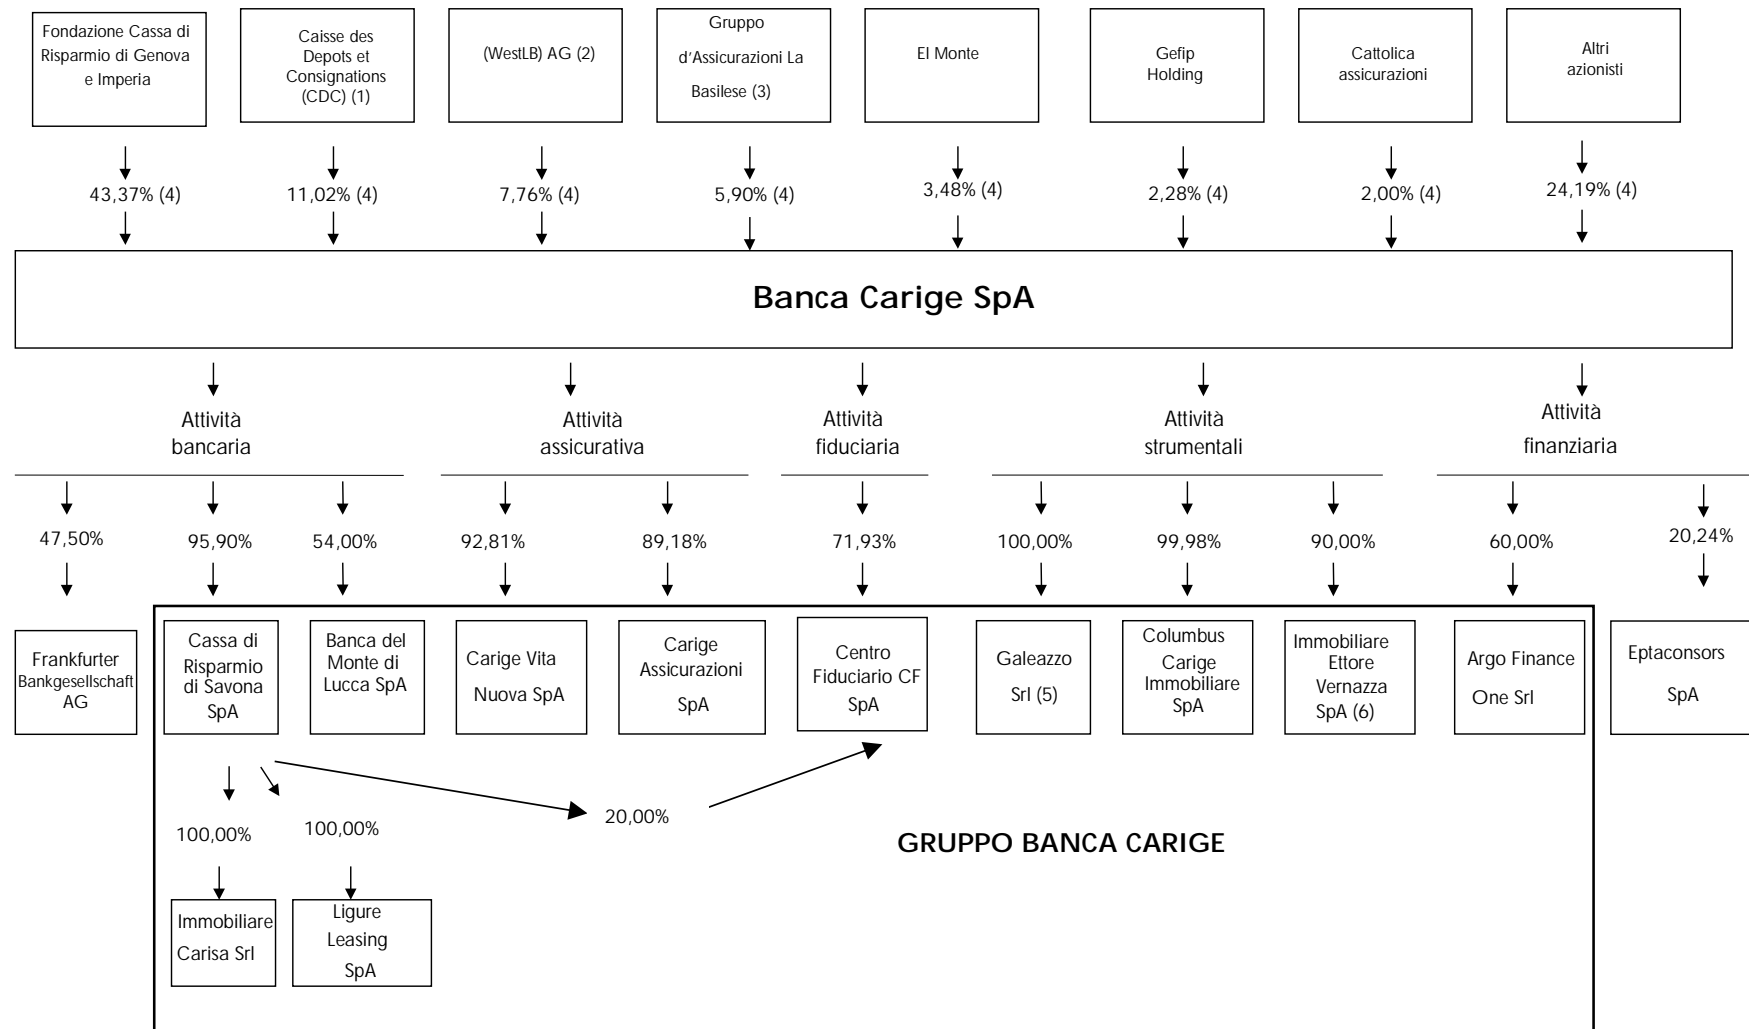 Fondazione Cassa di
Risparmio di Genova
e Imperia
Caisse des
Depots et
Consignations
(CDC) (1)
(WestLB) AG (2)
Gruppo
d'Assicurazioni La
Basilese (3)
El Monte
Gefip
Holding
Cattolica
assicurazioni
Altri
azionisti
43,37% (4)
11,02% (4)
7,76% (4)
5,90% (4)
3,48% (4)
2,28% (4)
2,00% (4)
24,19% (4)
Banca Carige SpA
Attività
bancaria
Attività
assicurativa
Attività
fiduciaria
Attività
strumentali
Attività
finanziaria
47,50%
95,90%
54,00%
92,81%
89,18%
71,93%
100,00%
99,98%
90,00%
60,00%
20,24%
Frankfurter
Bankgesellschaft
AG
Cassa di
Risparmio
di Savona
SpA
Banca del
Monte di
Lucca SpA
Carige Vita
Nuova SpA
Carige
Assicurazioni
SpA
Centro
Fiduciario CF
SpA
Galeazzo
Srl (5)
Columbus
Carige
Immobiliare
SpA
Immobiliare
Ettore
Vernazza
SpA (6)
Argo Finance
One Srl
Eptaconsors
SpA
100,00%
100,00%
20,00%
GRUPPO BANCA CARIGE
Immobiliare
Carisa Srl
Ligure
Leasing
SpA